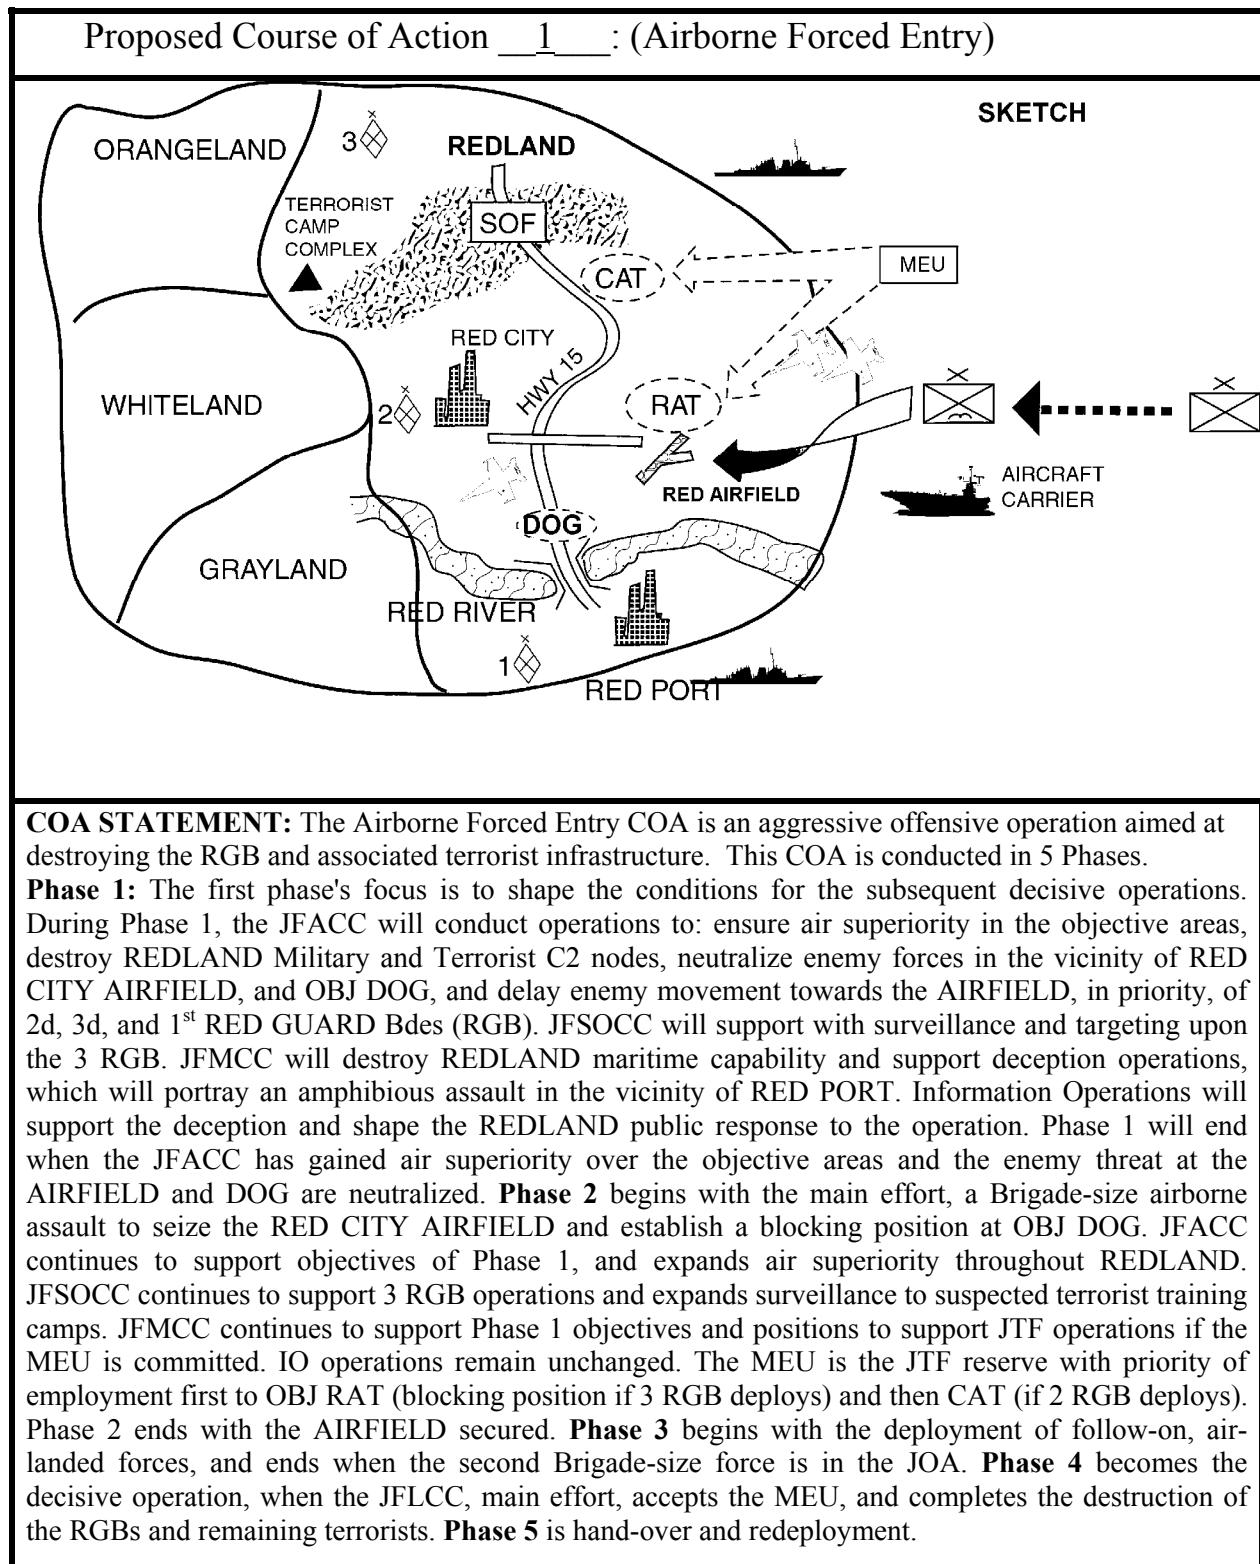 Proposed Course of Action __1___: (Airborne Forced Entry)
SKETCH
ORANGELAND
3
REDLAND
TERRORIST
CAMP
COMPLEX
SOF
CAT
MEU
RED CITY
HWY 15
WHITELAND
2
RAT
RED AIRFIELD
AIRCRAFT
CARRIER
DOG
GRAYLAND
RED RIVER
1
RED PORT
COA STATEMENT: The Airborne Forced Entry COA is an aggressive offensive operation aimed at
destroying the RGB and associated terrorist infrastructure. This COA is conducted in 5 Phases.
Phase 1: The first phase's focus is to shape the conditions for the subsequent decisive operations.
During Phase 1, the JFACC will conduct operations to: ensure air superiority in the objective areas,
destroy REDLAND Military and Terrorist C2 nodes, neutralize enemy forces in the vicinity of RED
CITY AIRFIELD, and OBJ DOG, and delay enemy movement towards the AIRFIELD, in priority, of
2d, 3d, and 1st RED GUARD Bdes (RGB). JFSOCC will support with surveillance and targeting upon
the 3 RGB. JFMCC will destroy REDLAND maritime capability and support deception operations,
which will portray an amphibious assault in the vicinity of RED PORT. Information Operations will
support the deception and shape the REDLAND public response to the operation. Phase 1 will end
when the JFACC has gained air superiority over the objective areas and the enemy threat at the
AIRFIELD and DOG are neutralized. Phase 2 begins with the main effort, a Brigade-size airborne
assault to seize the RED CITY AIRFIELD and establish a blocking position at OBJ DOG. JFACC
continues to support objectives of Phase 1, and expands air superiority throughout REDLAND.
JFSOCC continues to support 3 RGB operations and expands surveillance to suspected terrorist training
camps. JFMCC continues to support Phase 1 objectives and positions to support JTF operations if the
MEU is committed. IO operations remain unchanged. The MEU is the JTF reserve with priority of
employment first to OBJ RAT (blocking position if 3 RGB deploys) and then CAT (if 2 RGB deploys).
Phase 2 ends with the AIRFIELD secured. Phase 3 begins with the deployment of follow-on, air-
landed forces, and ends when the second Brigade-size force is in the JOA. Phase 4 becomes the
decisive operation, when the JFLCC, main effort, accepts the MEU, and completes the destruction of
the RGBs and remaining terrorists. Phase 5 is hand-over and redeployment.